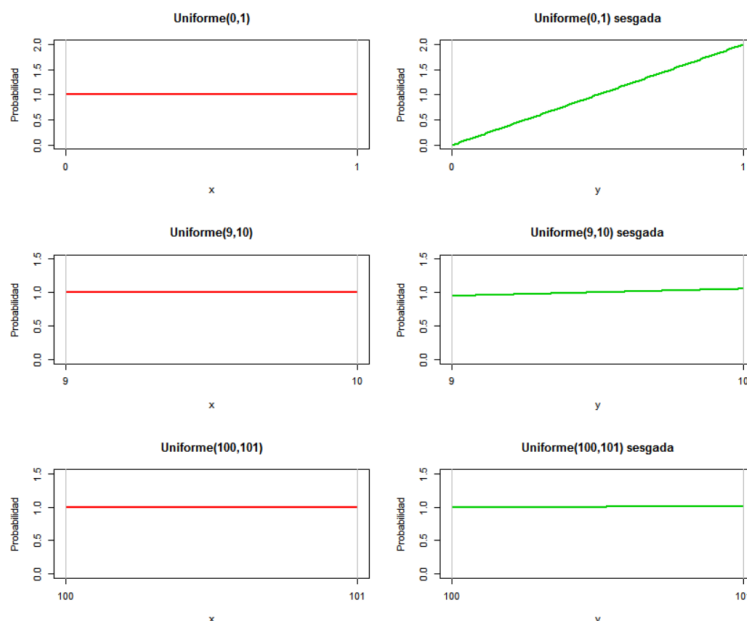 Uniforme(0,1)
Probabilidad
0.0 0.5 1.0 1.5 2.0
0 1
x
Uniforme(0,1) sesgada
Probabilidad
0.0 0.5 1.0 1.5 2.0
0 1
y
Uniforme(9,10)
Probabilidad
0.0 0.5 1.0 1.5
9 10
x
Uniforme(9,10) sesgada
Probabilidad
0.0 0.5 1.0 1.5
9 10
y
Uniforme(100,101)
Probabilidad
0.0 0.5 1.0 1.5
100 101
x
Uniforme(100,101) sesgada
Probabilidad
0.0 0.5 1.0 1.5
100 10
y